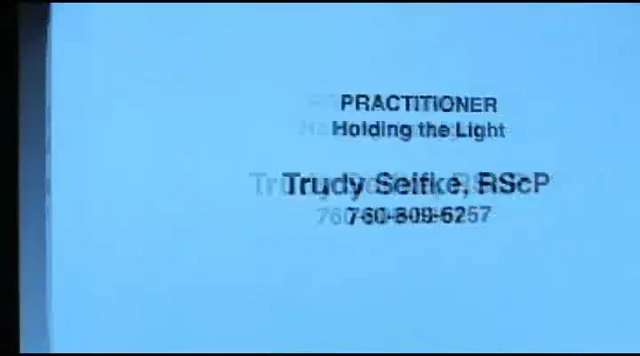 PRACTITIONER
Holding the Light
Trudy Seifke, RScP
760-809-6257